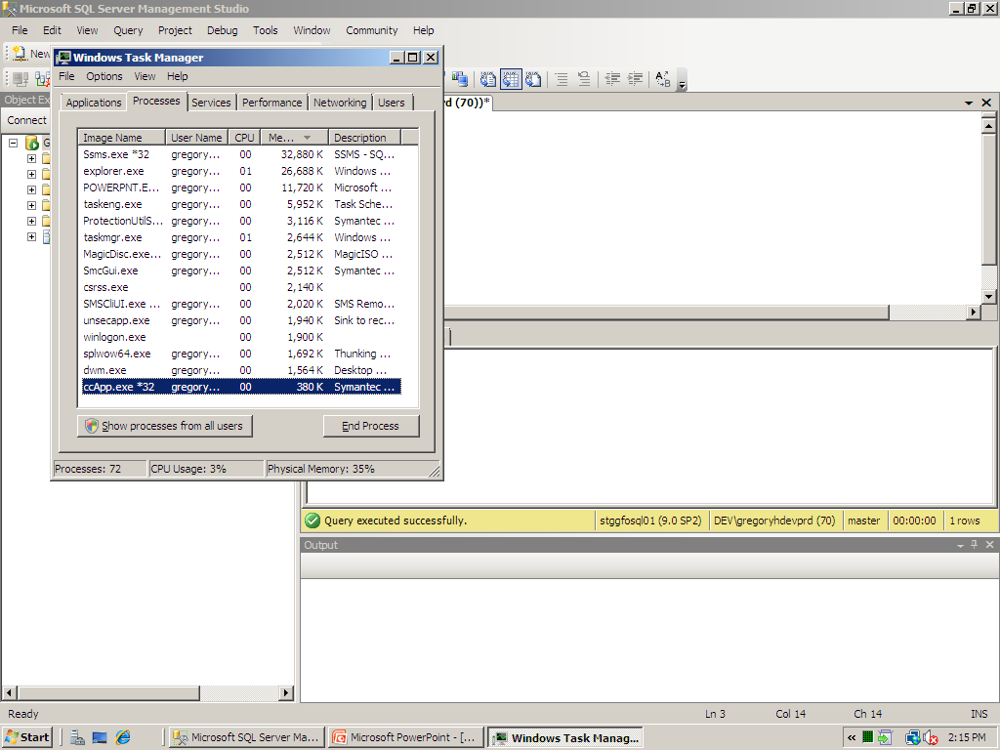 Microsoft SQL Server Management Studio
File Edit View Query Project Debug Tools Window Community Help
New
Windows Task Manager
File Options View Help
Object Ex
rd (70))*
Applications Processes Services Performance Networking Users
Connect
Image Name User Name CPU Me... Description
G
Ssms.exe *32 gregory... 00 32,880 K SSMS - SQ...
explorer.exe gregory... 01 26,688 K Windows ...
POWERPNT.E... gregory... 00 11,720 K Microsoft ...
taskeng.exe gregory... 00 5,952 K Task Sche...
ProtectionUtilS... gregory... 00 3,116 K Symantec ...
taskmgr.exe gregory... 01 2,644 K Windows ...
MagicDisc.exe... gregory... 00 2,512 K MagicISO ...
SmcGui.exe gregory... 00 2,512 K Symantec ...
csrss.exe 00 2,140 K
SMSCliUI.exe ... gregory... 00 2,020 K SMS Remo...
unsecapp.exe gregory... 00 1,940 K Sink to rec...
winlogon.exe 00 1,900 K
splwow64.exe gregory... 00 1,692 K Thunking ...
dwm.exe gregory... 00 1,564 K Desktop ...
ccApp.exe *32 gregory... 00 380 K Symantec ...
Show processes from all users End Process
Processes: 72 CPU Usage: 3% Physical Memory: 35%
Query executed successfully. stggfosql01 (9.0 SP2) DEV\gregoryhdevprd (70) master 00:00:00 1 rows
Output
Ready Ln 3 Col 14 Ch 14 INS
Start Microsoft SQL Server Ma... Microsoft PowerPoint - [... Windows Task Manag... « 2:15 PM